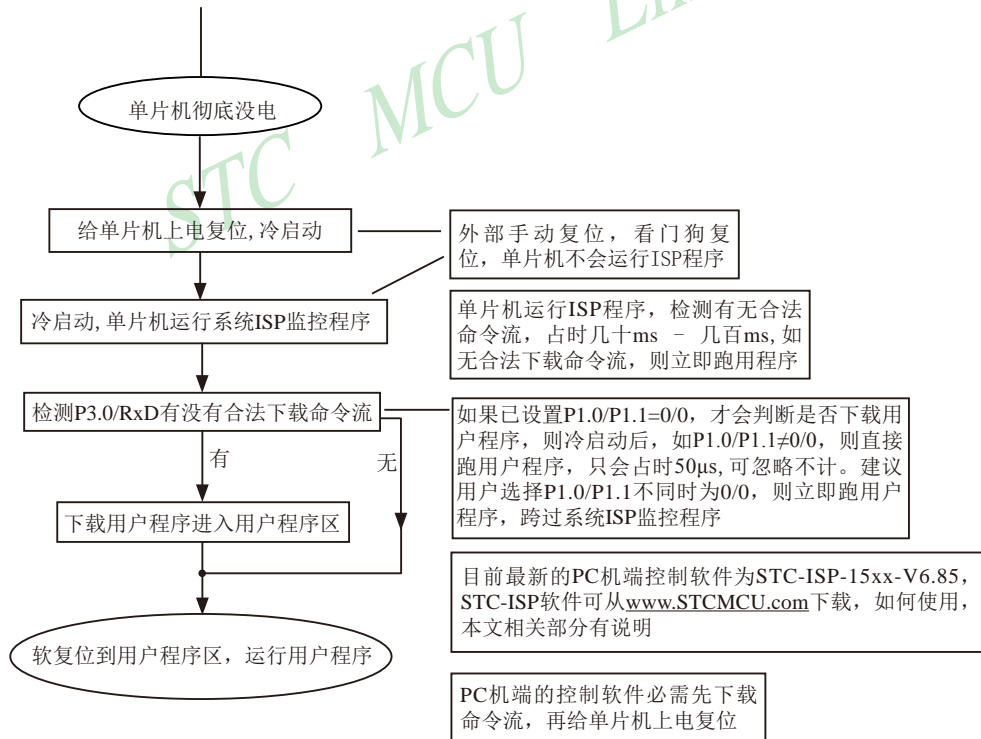 STC MCU
单片机彻底没电
给单片机上电复位,冷启动
外部手动复位，看门狗复
位，单片机不会运行ISP程序
冷启动,单片机运行系统ISP监控程序
单片机运行ISP程序，检测有无合法
命令流，占时几十ms - 几百ms,如
无合法下载命令流，则立即跑用程序
检测P3.0/RxD有没有合法下载命令流
如果已设置P1.0/P1.1=0/0，才会判断是否下载用
户程序，则冷启动后，如P1.0/P1.1≠0/0，则直接
跑用户程序，只会占时50μs,可忽略不计。建议
用户选择P1.0/P1.1不同时为0/0，则立即跑用户
程序，跨过系统ISP监控程序
有
无
下载用户程序进入用户程序区
目前最新的PC机端控制软件为STC-ISP-15xx-V6.85，
STC-ISP软件可从www.STCMCU.com下载，如何使用，
本文相关部分有说明
软复位到用户程序区，运行用户程序
PC机端的控制软件必需先下载
命令流，再给单片机上电复位